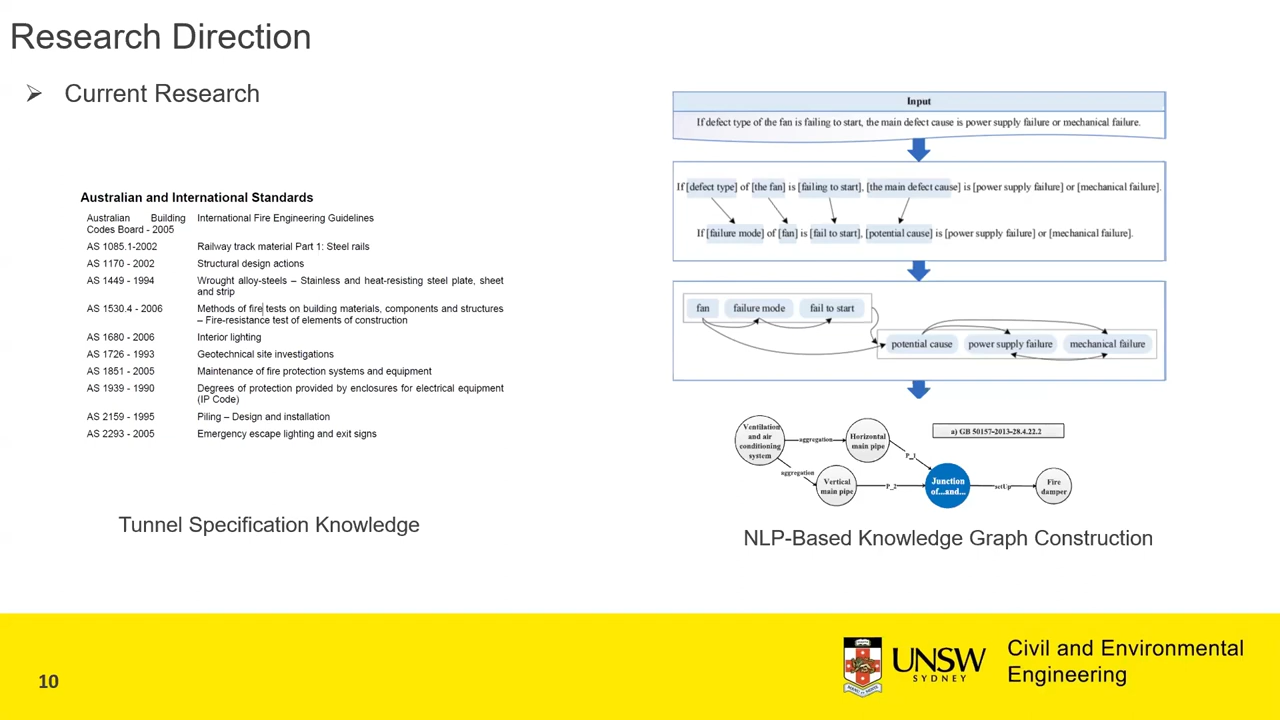 Research Direction
Current Research
Australian and International Standards
Australian Building International Fire Engineering Guidelines
Codes Board - 2005
AS 1085.1-2002 Railway track material Part 1: Steel rails
AS 1170 - 2002 Structural design actions
AS 1449 - 1994 Wrought alloy-steels – Stainless and heat-resisting steel plate, sheet
and strip
AS 1530.4 - 2006 Methods of fire tests on building materials, components and structures
– Fire-resistance test of elements of construction
AS 1680 - 2006 Interior lighting
AS 1726 - 1993 Geotechnical site investigations
AS 1851 - 2005 Maintenance of fire protection systems and equipment
AS 1939 - 1990 Degrees of protection provided by enclosures for electrical equipment
(IP Code)
AS 2159 - 1995 Piling – Design and installation
AS 2293 - 2005 Emergency escape lighting and exit signs
Tunnel Specification Knowledge
Input
If defect type of the fan is failing to start, the main defect cause is power supply failure or mechanical failure.
If [defect type] of [the fan] is [failing to start], [the main defect cause] is [power supply failure] or [mechanical failure].
If [failure mode] of [fan] is [fail to start], [potential cause] is [power supply failure] or [mechanical failure].
fan failure mode fail to start
potential cause power supply failure mechanical failure
Ventilation
and air
conditioning
system
aggregation
Horizontal
main pipe
a) GB 50157-2013-28.4.22.2
P_1
aggregation
Vertical
main pipe
P_2
Junction
of...and...
setUp
Fire
damper
NLP-Based Knowledge Graph Construction
10
UNSW
SYDNEY
Civil and Environmental
Engineering